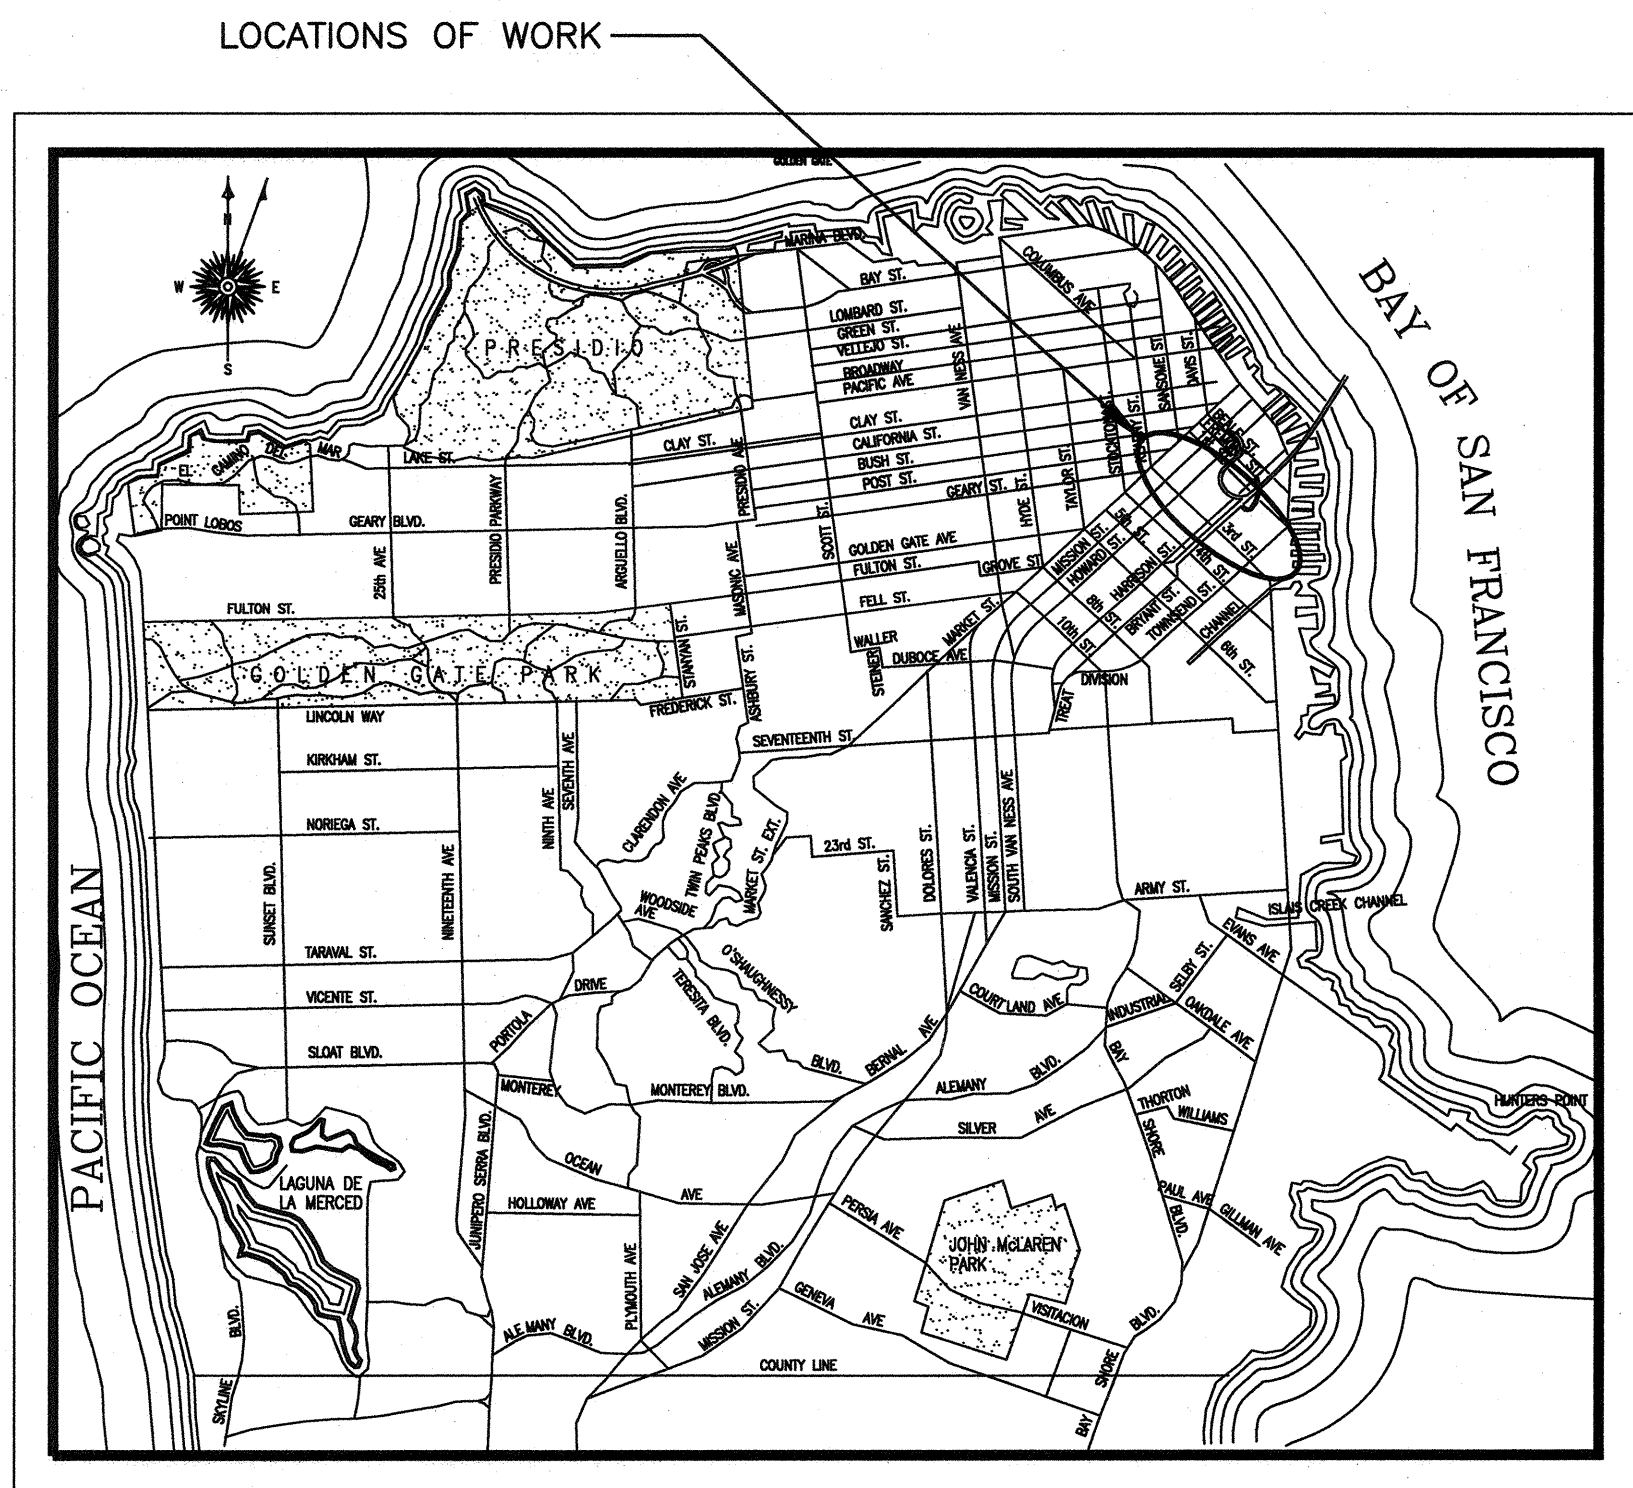 LOCATIONS OF WORK
GOLDEN GATE
N
W E
S
MARINA BLVD.
BAY ST.
COLUMBUS AVE
LOMBARD ST.
GREEN ST.
VELLEJO ST.
BROADWAY
PACIFIC AVE
VAN NESS AVE
SANSOME ST.
DAVIS ST.
PRESIDIO
BAY OF SAN FRANCISCO
CLAY ST.
CLAY ST.
CALIFORNIA ST.
BUSH ST.
POST ST.
GEARY ST.
STOCKTON ST.
KEARNY ST.
BEALE ST.
EL CAMINO DEL MAR
LAKE ST.
POINT LOBOS
GEARY BLVD.
25th AVE
PRESIDIO PARKWAY
ARGUELLO BLVD.
PRESIDIO AVE
MASONIC AVE
SCOTT ST.
HYDE ST.
TAYLOR ST.
GOLDEN GATE AVE
FULTON ST.
GROVE ST.
MISSION ST.
HOWARD ST.
HARRISON ST.
BRYANT ST.
TOWNSEND ST.
CHANNEL
3rd ST.
4th ST.
5th ST.
8th ST.
10th ST.
6th ST.
FULTON ST.
FELL ST.
MARKET ST.
WALLER
STEINER
DUBOCE AVE
DIVISION
TREAT
GOLDEN GATE PARK
STANYAN ST.
FREDERICK ST.
ASHBURY ST.
LINCOLN WAY
SEVENTEENTH ST.
KIRKHAM ST.
SEVENTH AVE
NINTH AVE
CLARENDON AVE
TWIN PEAKS BLVD.
MARKET ST. EXT.
NORIEGA ST.
23rd ST.
SANCHEZ ST.
DOLORES ST.
VALENCIA ST.
MISSION ST.
SOUTH VAN NESS AVE
ARMY ST.
ISLAIS CREEK CHANNEL
EVANS AVE
SELBY ST.
SUNSET BLVD.
NINETEENTH AVE
WOODSIDE
AVE
O'SHAUGHNESSY
BLVD.
TERESITA BLVD.
PACIFIC OCEAN
TARAVAL ST.
VICENTE ST.
PORTOLA
DRIVE
SLOAT BLVD.
COURTLAND AVE
INDUSTRIAL
OAKDALE AVE
BERNAL AVE
MONTEREY
MONTEREY BLVD.
ALEMANY BLVD.
SILVER AVE
THORTON
WILLIAMS
HUNTERS POINT
BAY
SHORE
BLVD.
PAUL AVE
GILLMAN AVE
LAGUNA DE
LA MERCED
JUNIPERO SERRA BLVD.
OCEAN
AVE
HOLLOWAY AVE
PERSIA AVE
JOHN McLAREN
PARK
SAN JOSE AVE
ALEMANY BLVD.
MISSION ST.
PLYMOUTH AVE
GENEVA AVE
VISITACION
ALEMANY BLVD.
COUNTY LINE
SKYLINE BLVD.
BAY SHORE BLVD.